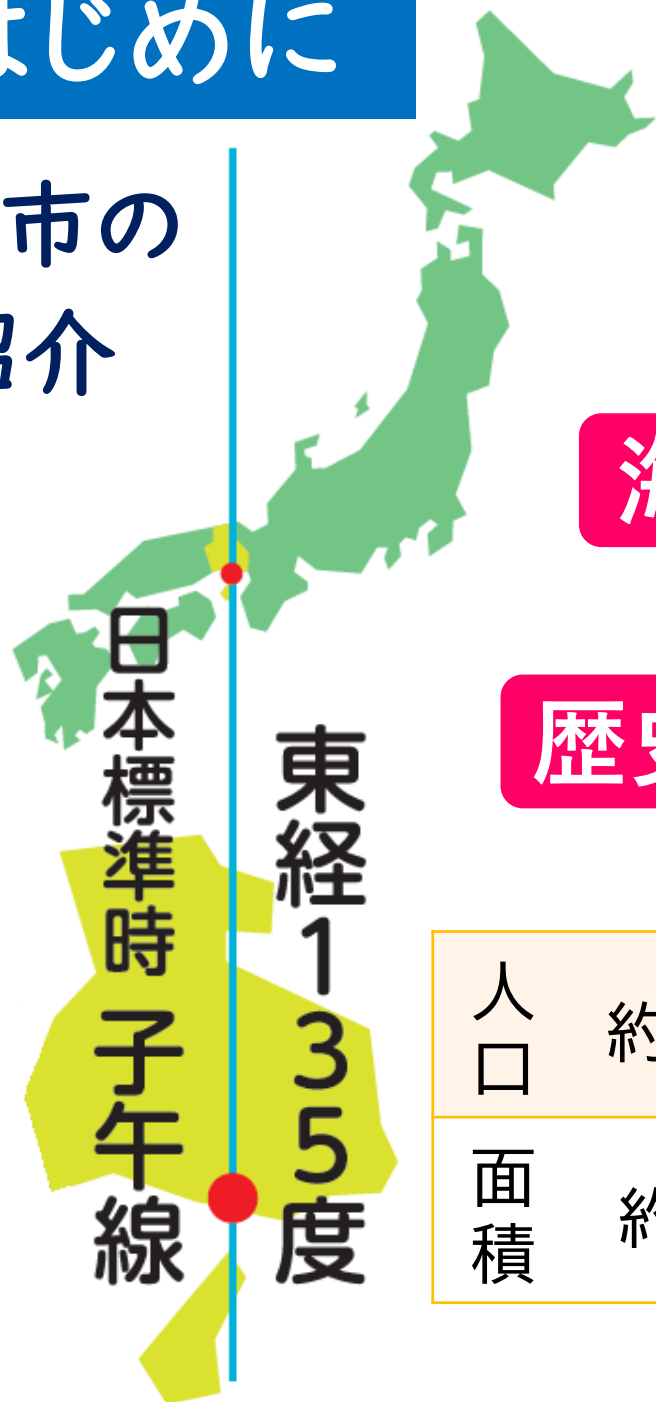 はじめに
市の
紹介
海
歴史
日本標準時 子午線
東経135度
人口 約
面積 約